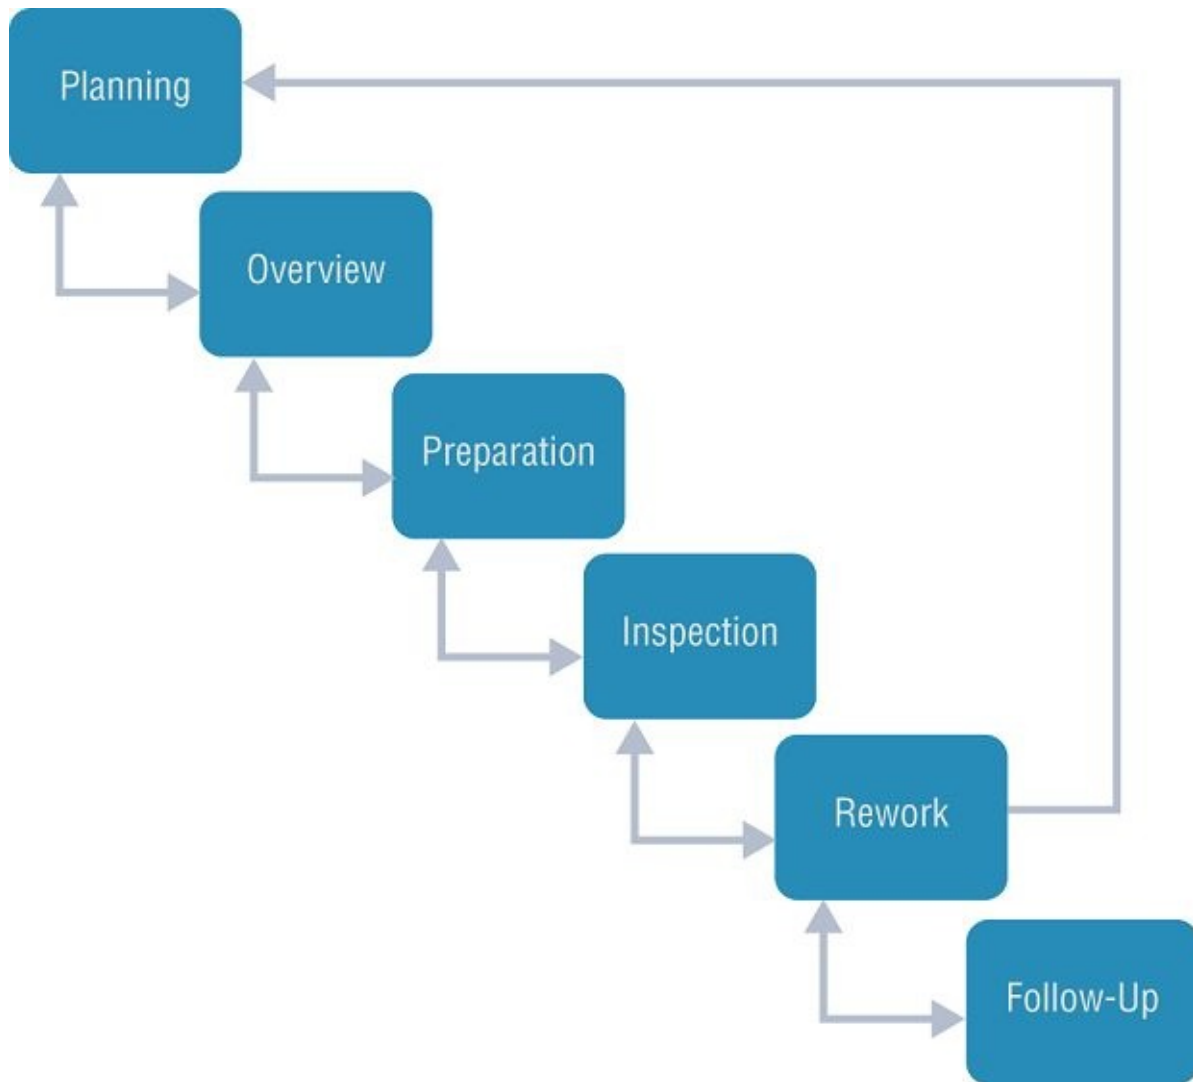 Planning
Overview
Preparation
Inspection
Rework
Follow-Up